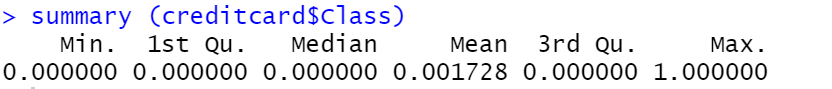 > summary (creditcard$Class)
Min. 1st Qu. Median Mean 3rd Qu. Max.
0.000000 0.000000 0.000000 0.001728 0.000000 1.000000